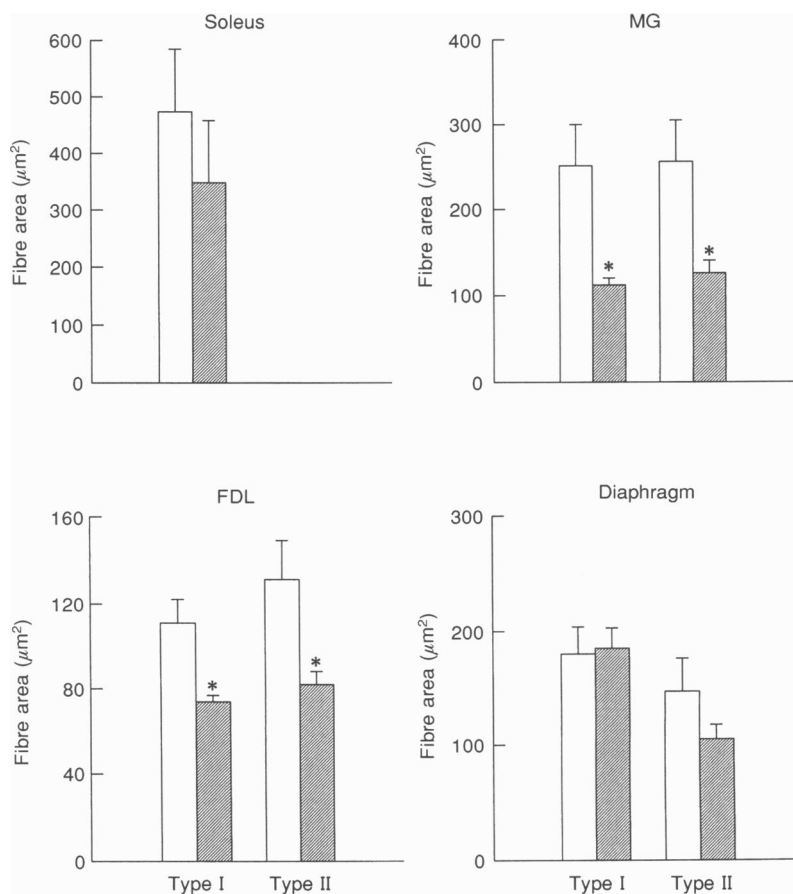 Soleus
600
500
400
300
200
100
0
Fibre area (μm²)
MG
400
300
200
100
0
Fibre area (μm²)
*
*
FDL
160
120
80
40
0
Fibre area (μm²)
*
*
Type I
Type II
Diaphragm
300
200
100
0
Fibre area (μm²)
Type I
Type II